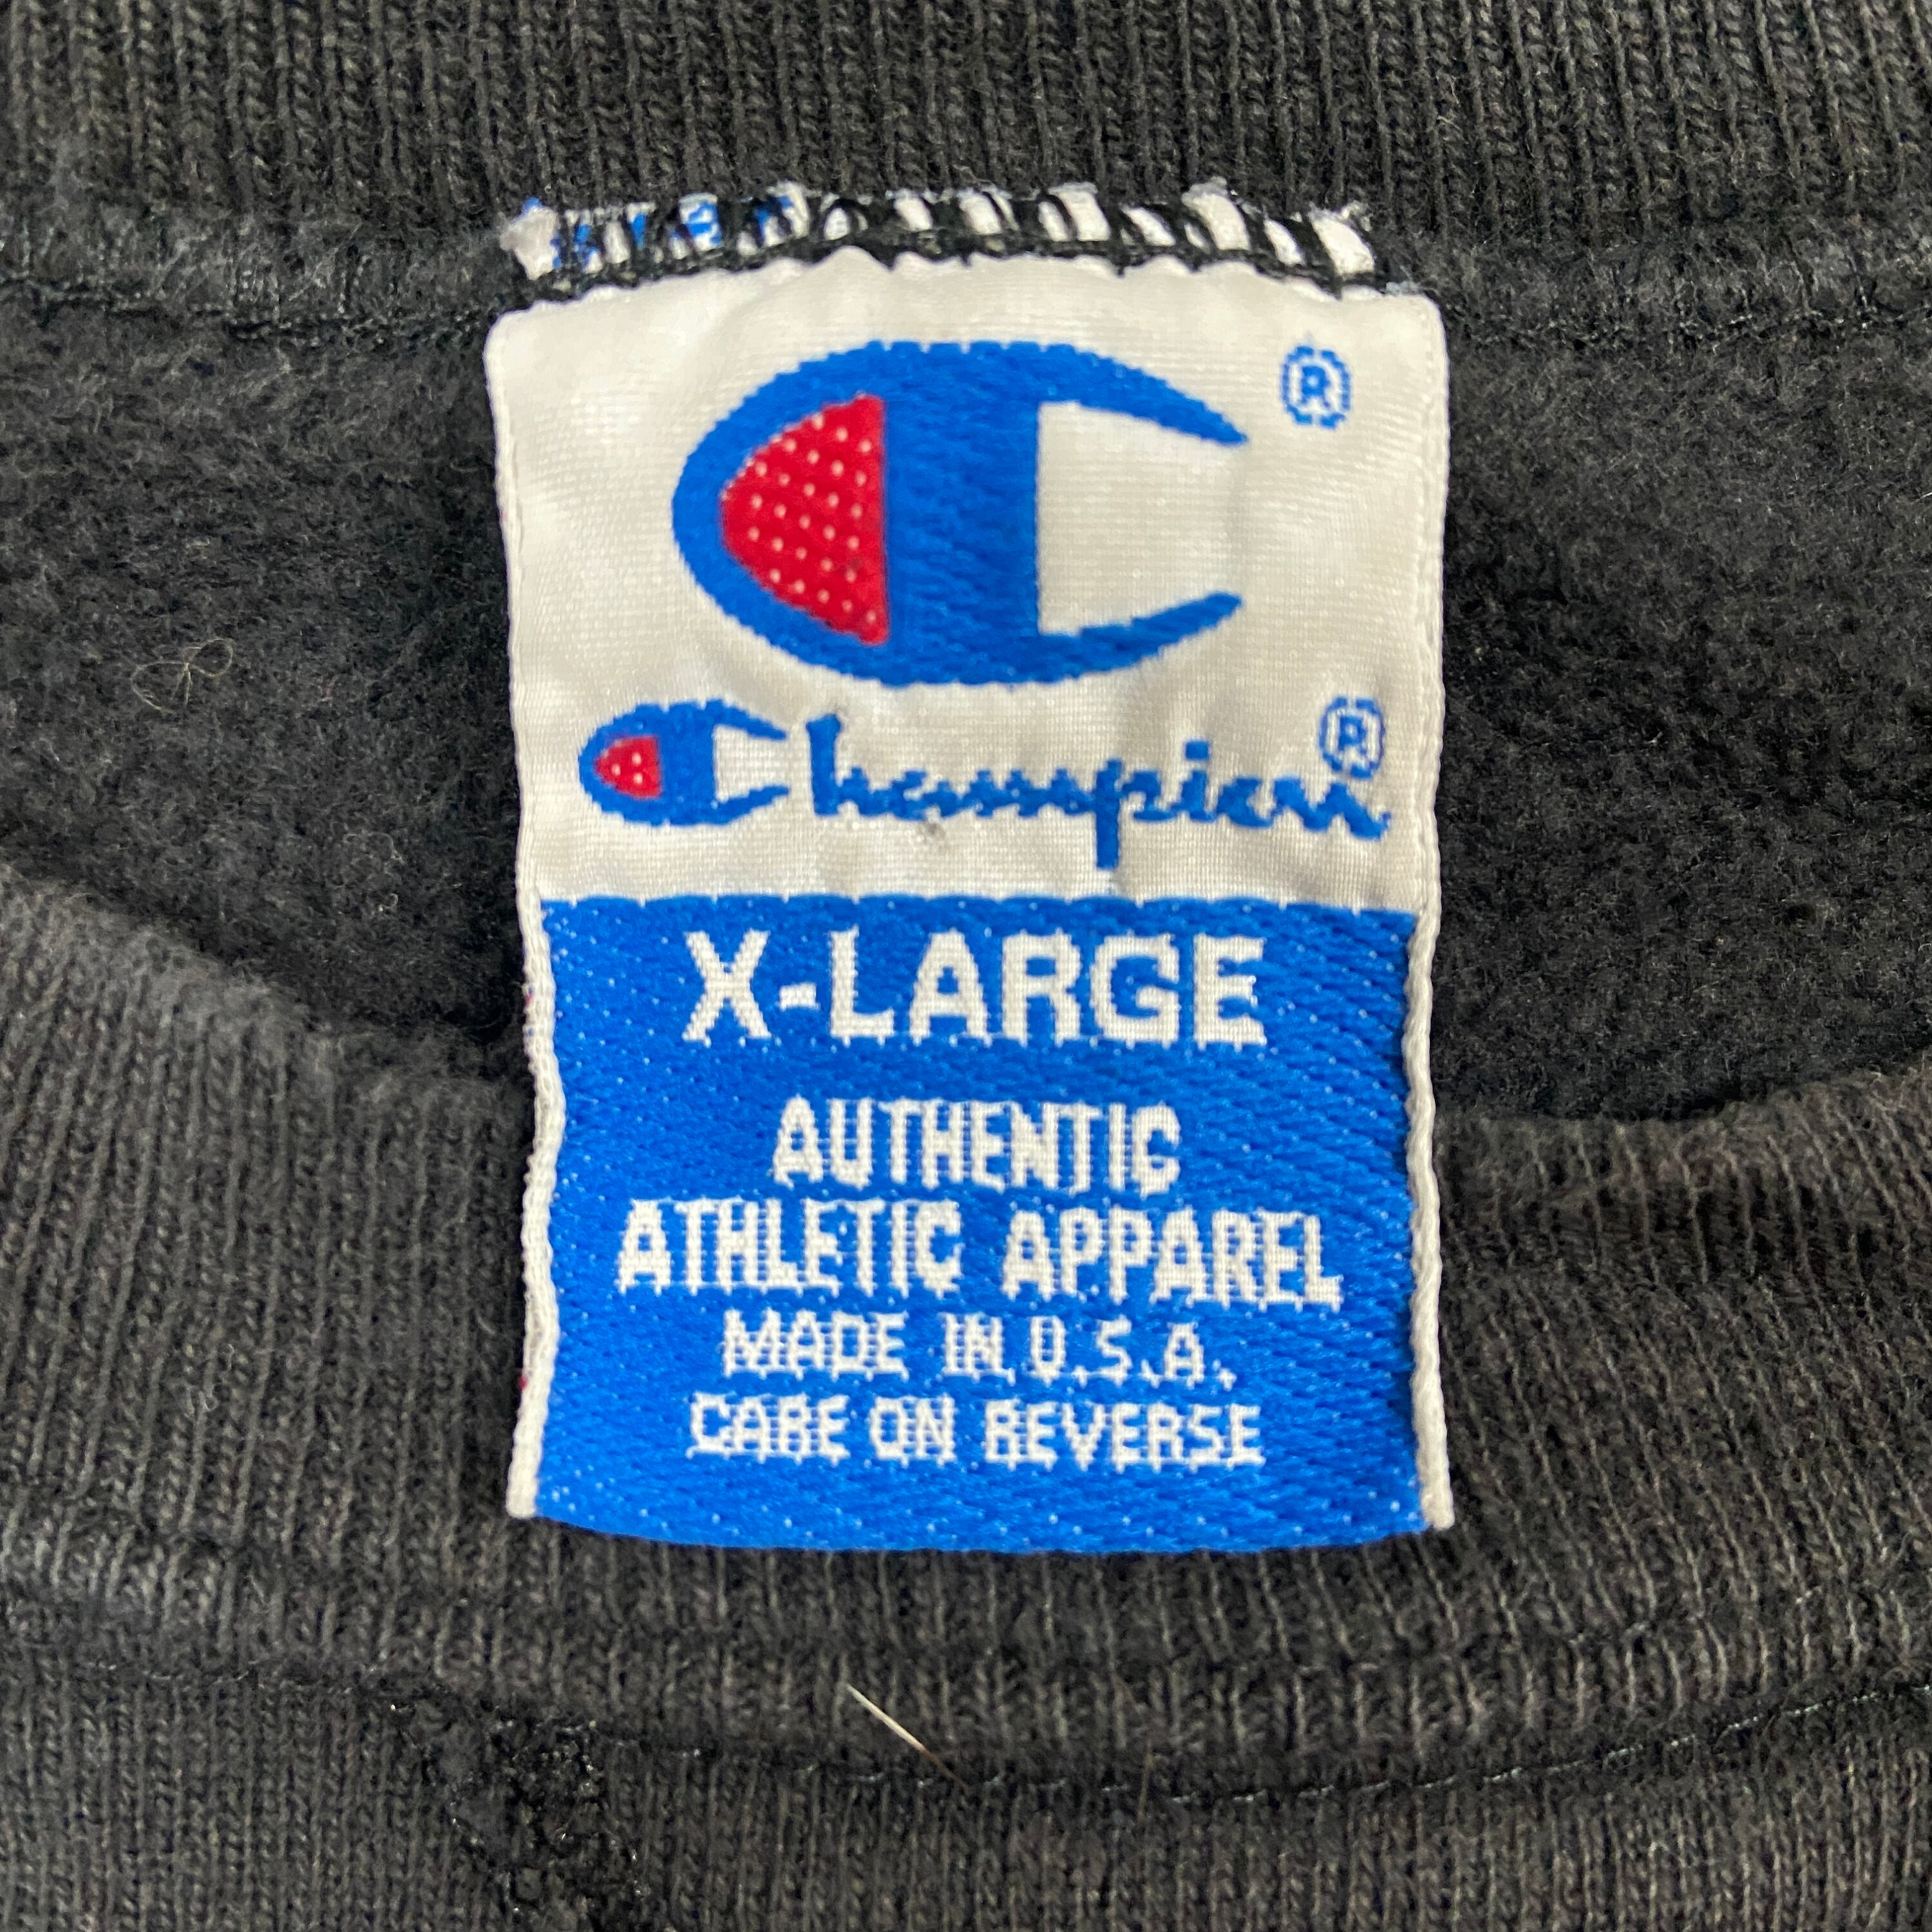 ®
Champion®
X-LARGE
AUTHENTIC
ATHLETIC APPAREL
MADE IN U.S.A.
CARE ON REVERSE